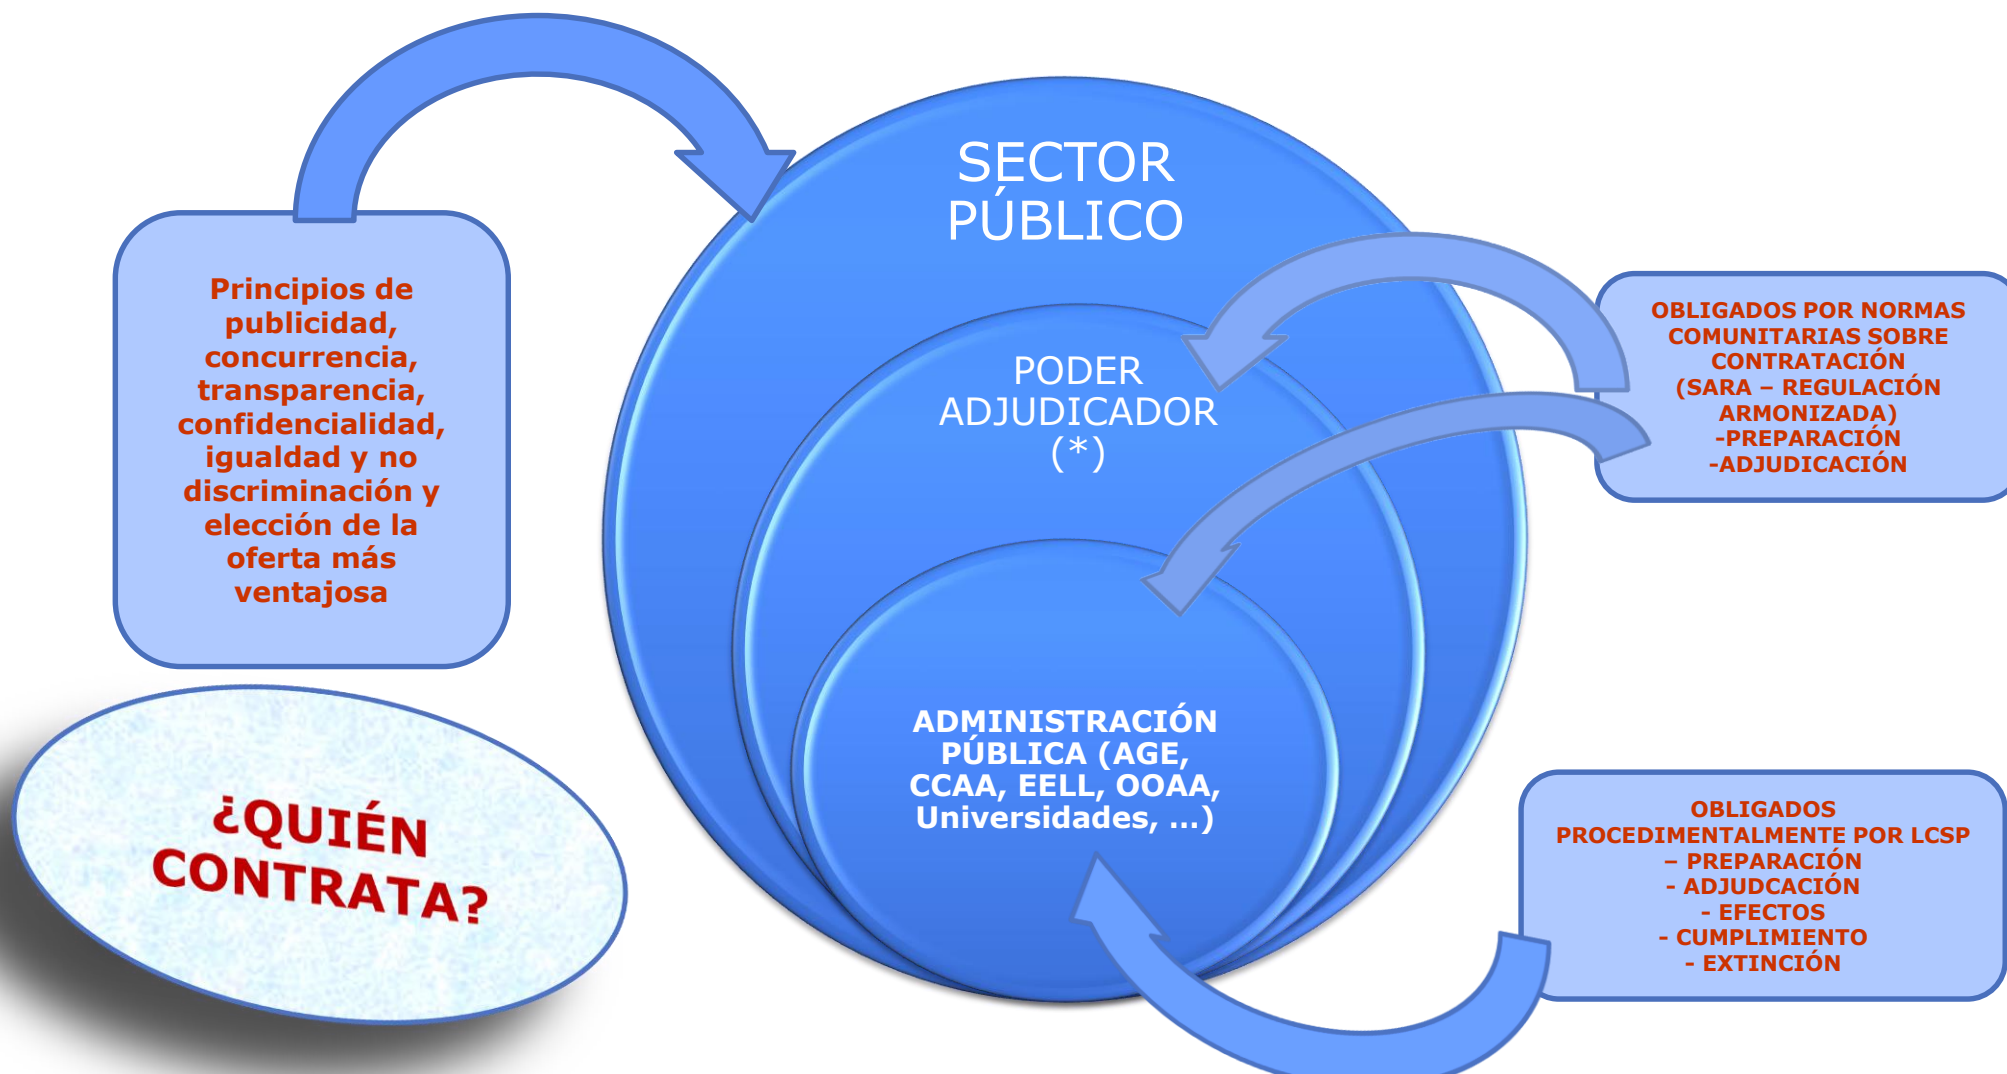 Principios de
publicidad,
concurrencia,
transparencia,
confidencialidad,
igualdad y no
discriminación y
elección de la
oferta más
ventajosa
¿QUIÉN
CONTRATA?
SECTOR
PÚBLICO
PODER
ADJUDICADOR
(*)
ADMINISTRACIÓN
PÚBLICA (AGE,
CCAA, EELL, OOAA,
Universidades, ...)
OBLIGADOS POR NORMAS
COMUNITARIAS SOBRE
CONTRATACIÓN
(SARA – REGULACIÓN
ARMONIZADA)
-PREPARACIÓN
-ADJUDICACIÓN
OBLIGADOS
PROCEDIMENTALMENTE POR LCSP
– PREPARACIÓN
- ADJUDCACIÓN
- EFECTOS
- CUMPLIMIENTO
- EXTINCIÓN